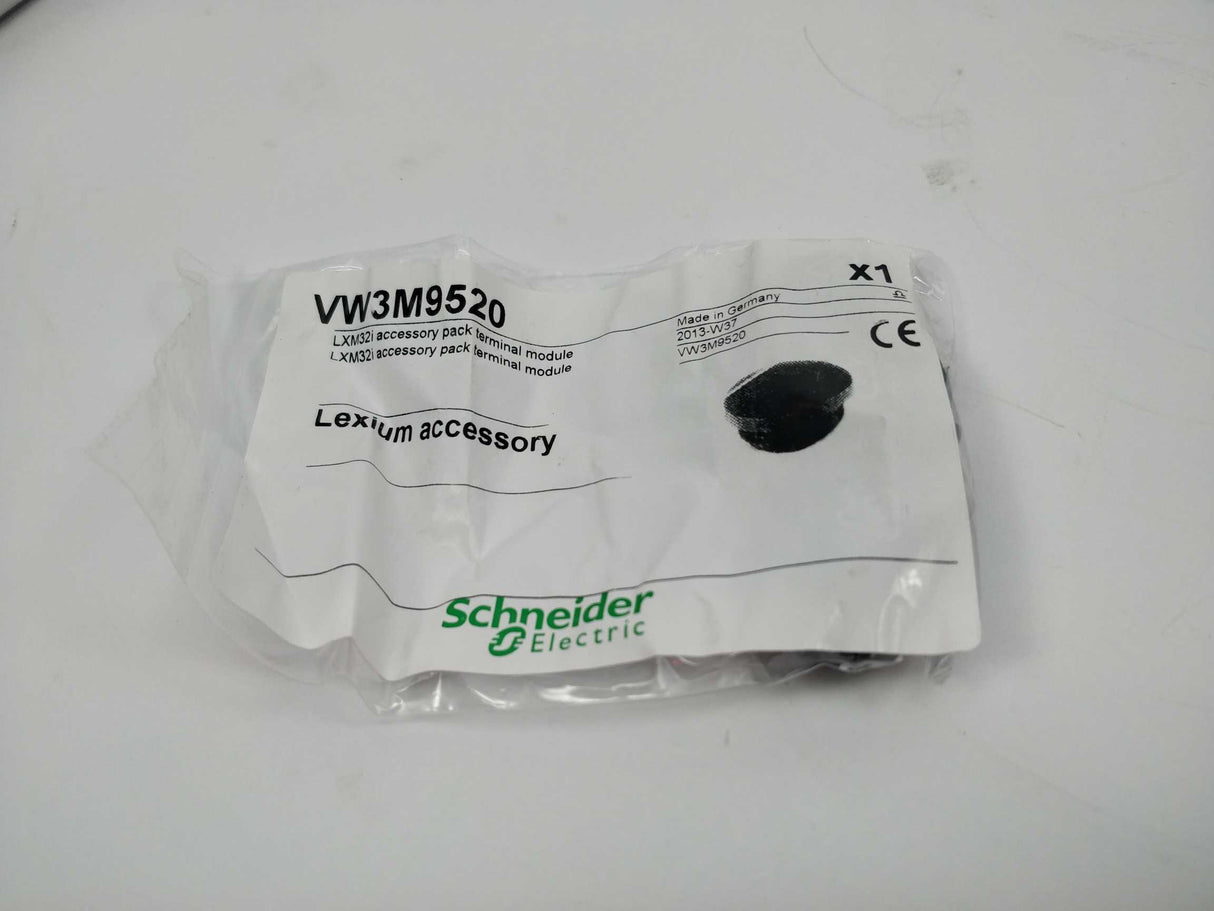 VW3M9520
LXM32i accessory pack terminal module
LXM32i accessory pack terminal module
Lexium accessory
X1
Made in Germany
2013-W37
VW3M9520
CE
Schneider
Electric